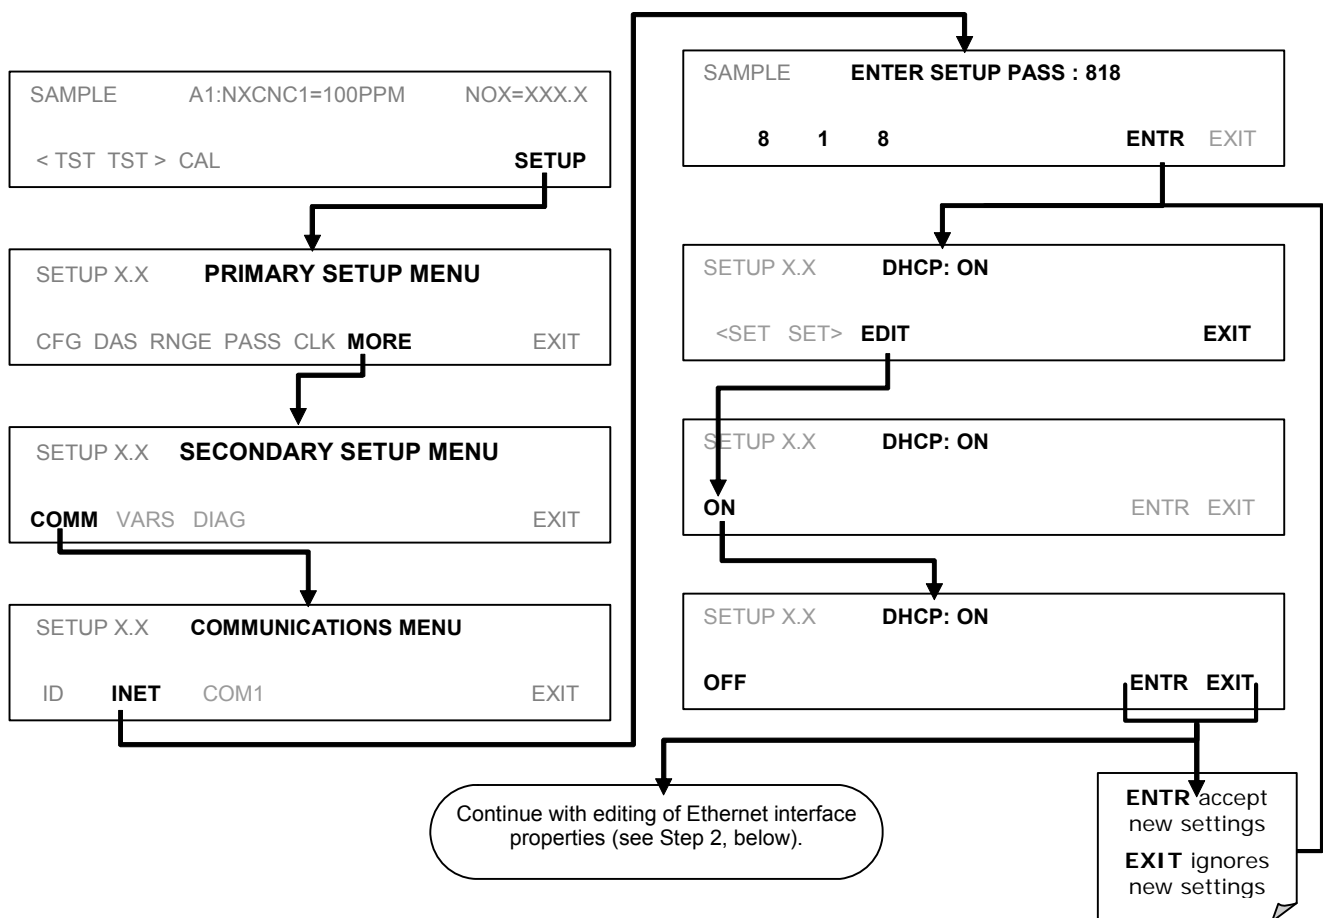 SAMPLE A1:NXCNC1=100PPM NOX=XXX.X
< TST TST > CAL SETUP
SETUP X.X PRIMARY SETUP MENU
CFG DAS RNGE PASS CLK MORE EXIT
SETUP X.X SECONDARY SETUP MENU
COMM VARS DIAG EXIT
SETUP X.X COMMUNICATIONS MENU
ID INET COM1 EXIT
SAMPLE ENTER SETUP PASS : 818
8 1 8 ENTR EXIT
SETUP X.X DHCP: ON
<SET SET> EDIT EXIT
SETUP X.X DHCP: ON
ON ENTR EXIT
SETUP X.X DHCP: ON
OFF ENTR EXIT
Continue with editing of Ethernet interface
properties (see Step 2, below).
ENTR accept
new settings
EXIT ignores
new settings